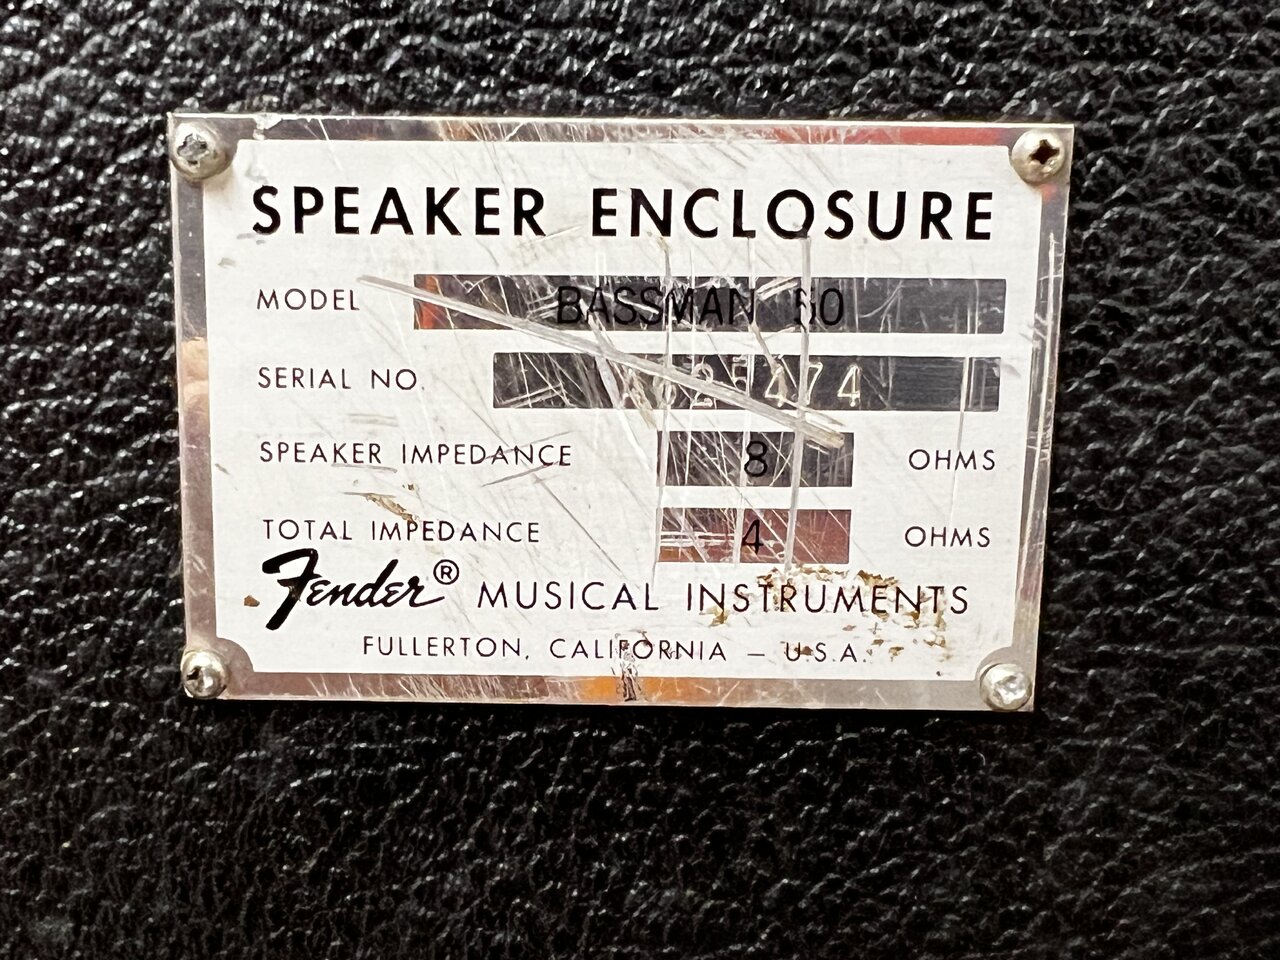 SPEAKER ENCLOSURE
MODEL BASSMAN 50
SERIAL NO.
SPEAKER IMPEDANCE 8 OHMS
TOTAL IMPEDANCE 4 OHMS
Fender® MUSICAL INSTRUMENTS
FULLERTON, CALIFORNIA — U.S.A.